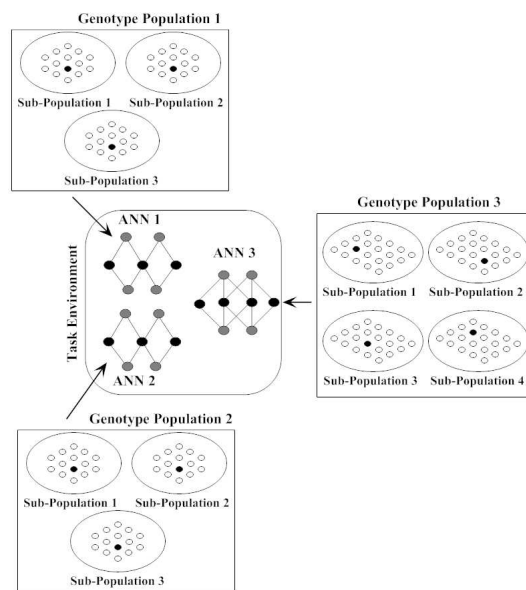 Genotype Population 1
Sub-Population 1 Sub-Population 2
Sub-Population 3
Task Environment
ANN 1
ANN 3
ANN 2
Genotype Population 3
Sub-Population 1 Sub-Population 2
Sub-Population 3 Sub-Population 4
Genotype Population 2
Sub-Population 1 Sub-Population 2
Sub-Population 3